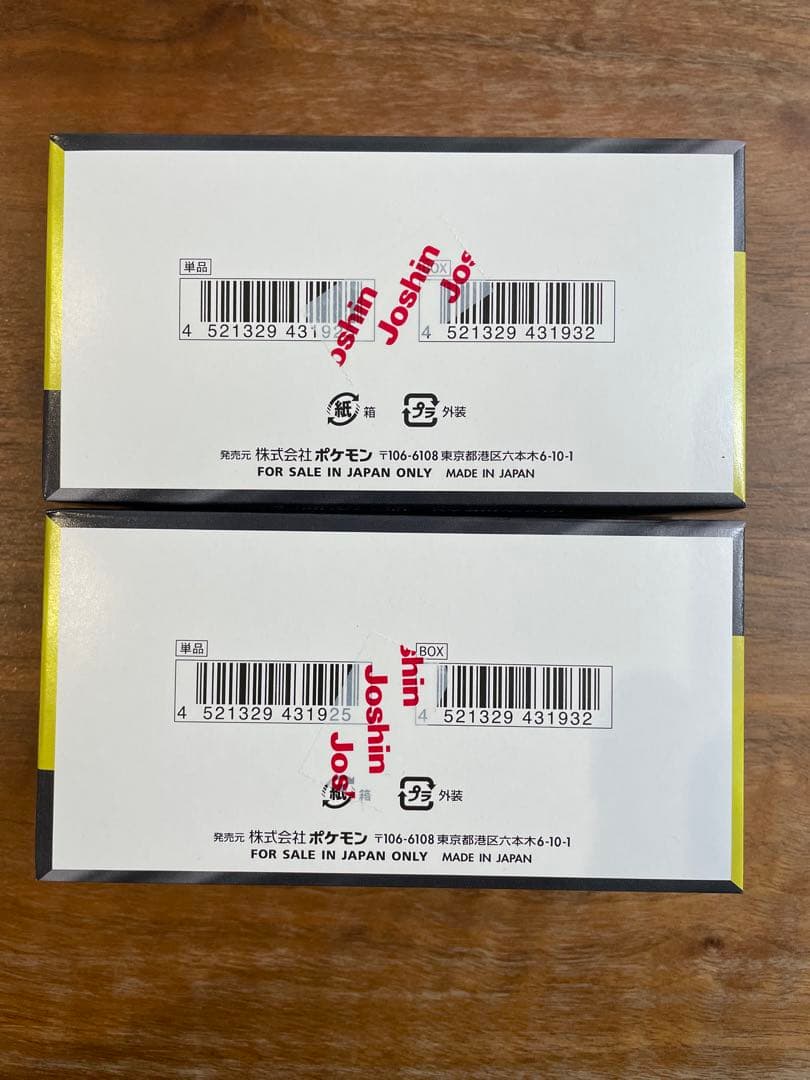 単品
BOX
4 521329 431925
4 521329 431932
oshin
Joshin
Jos
紙 箱
プラ 外装
発売元 株式会社ポケモン 〒106-6108 東京都港区六本木6-10-1
FOR SALE IN JAPAN ONLY MADE IN JAPAN
単品
BOX
4 521329 431925
4 521329 431932
shin
Joshin
Jos
紙 箱
プラ 外装
発売元 株式会社ポケモン 〒106-6108 東京都港区六本木6-10-1
FOR SALE IN JAPAN ONLY MADE IN JAPAN